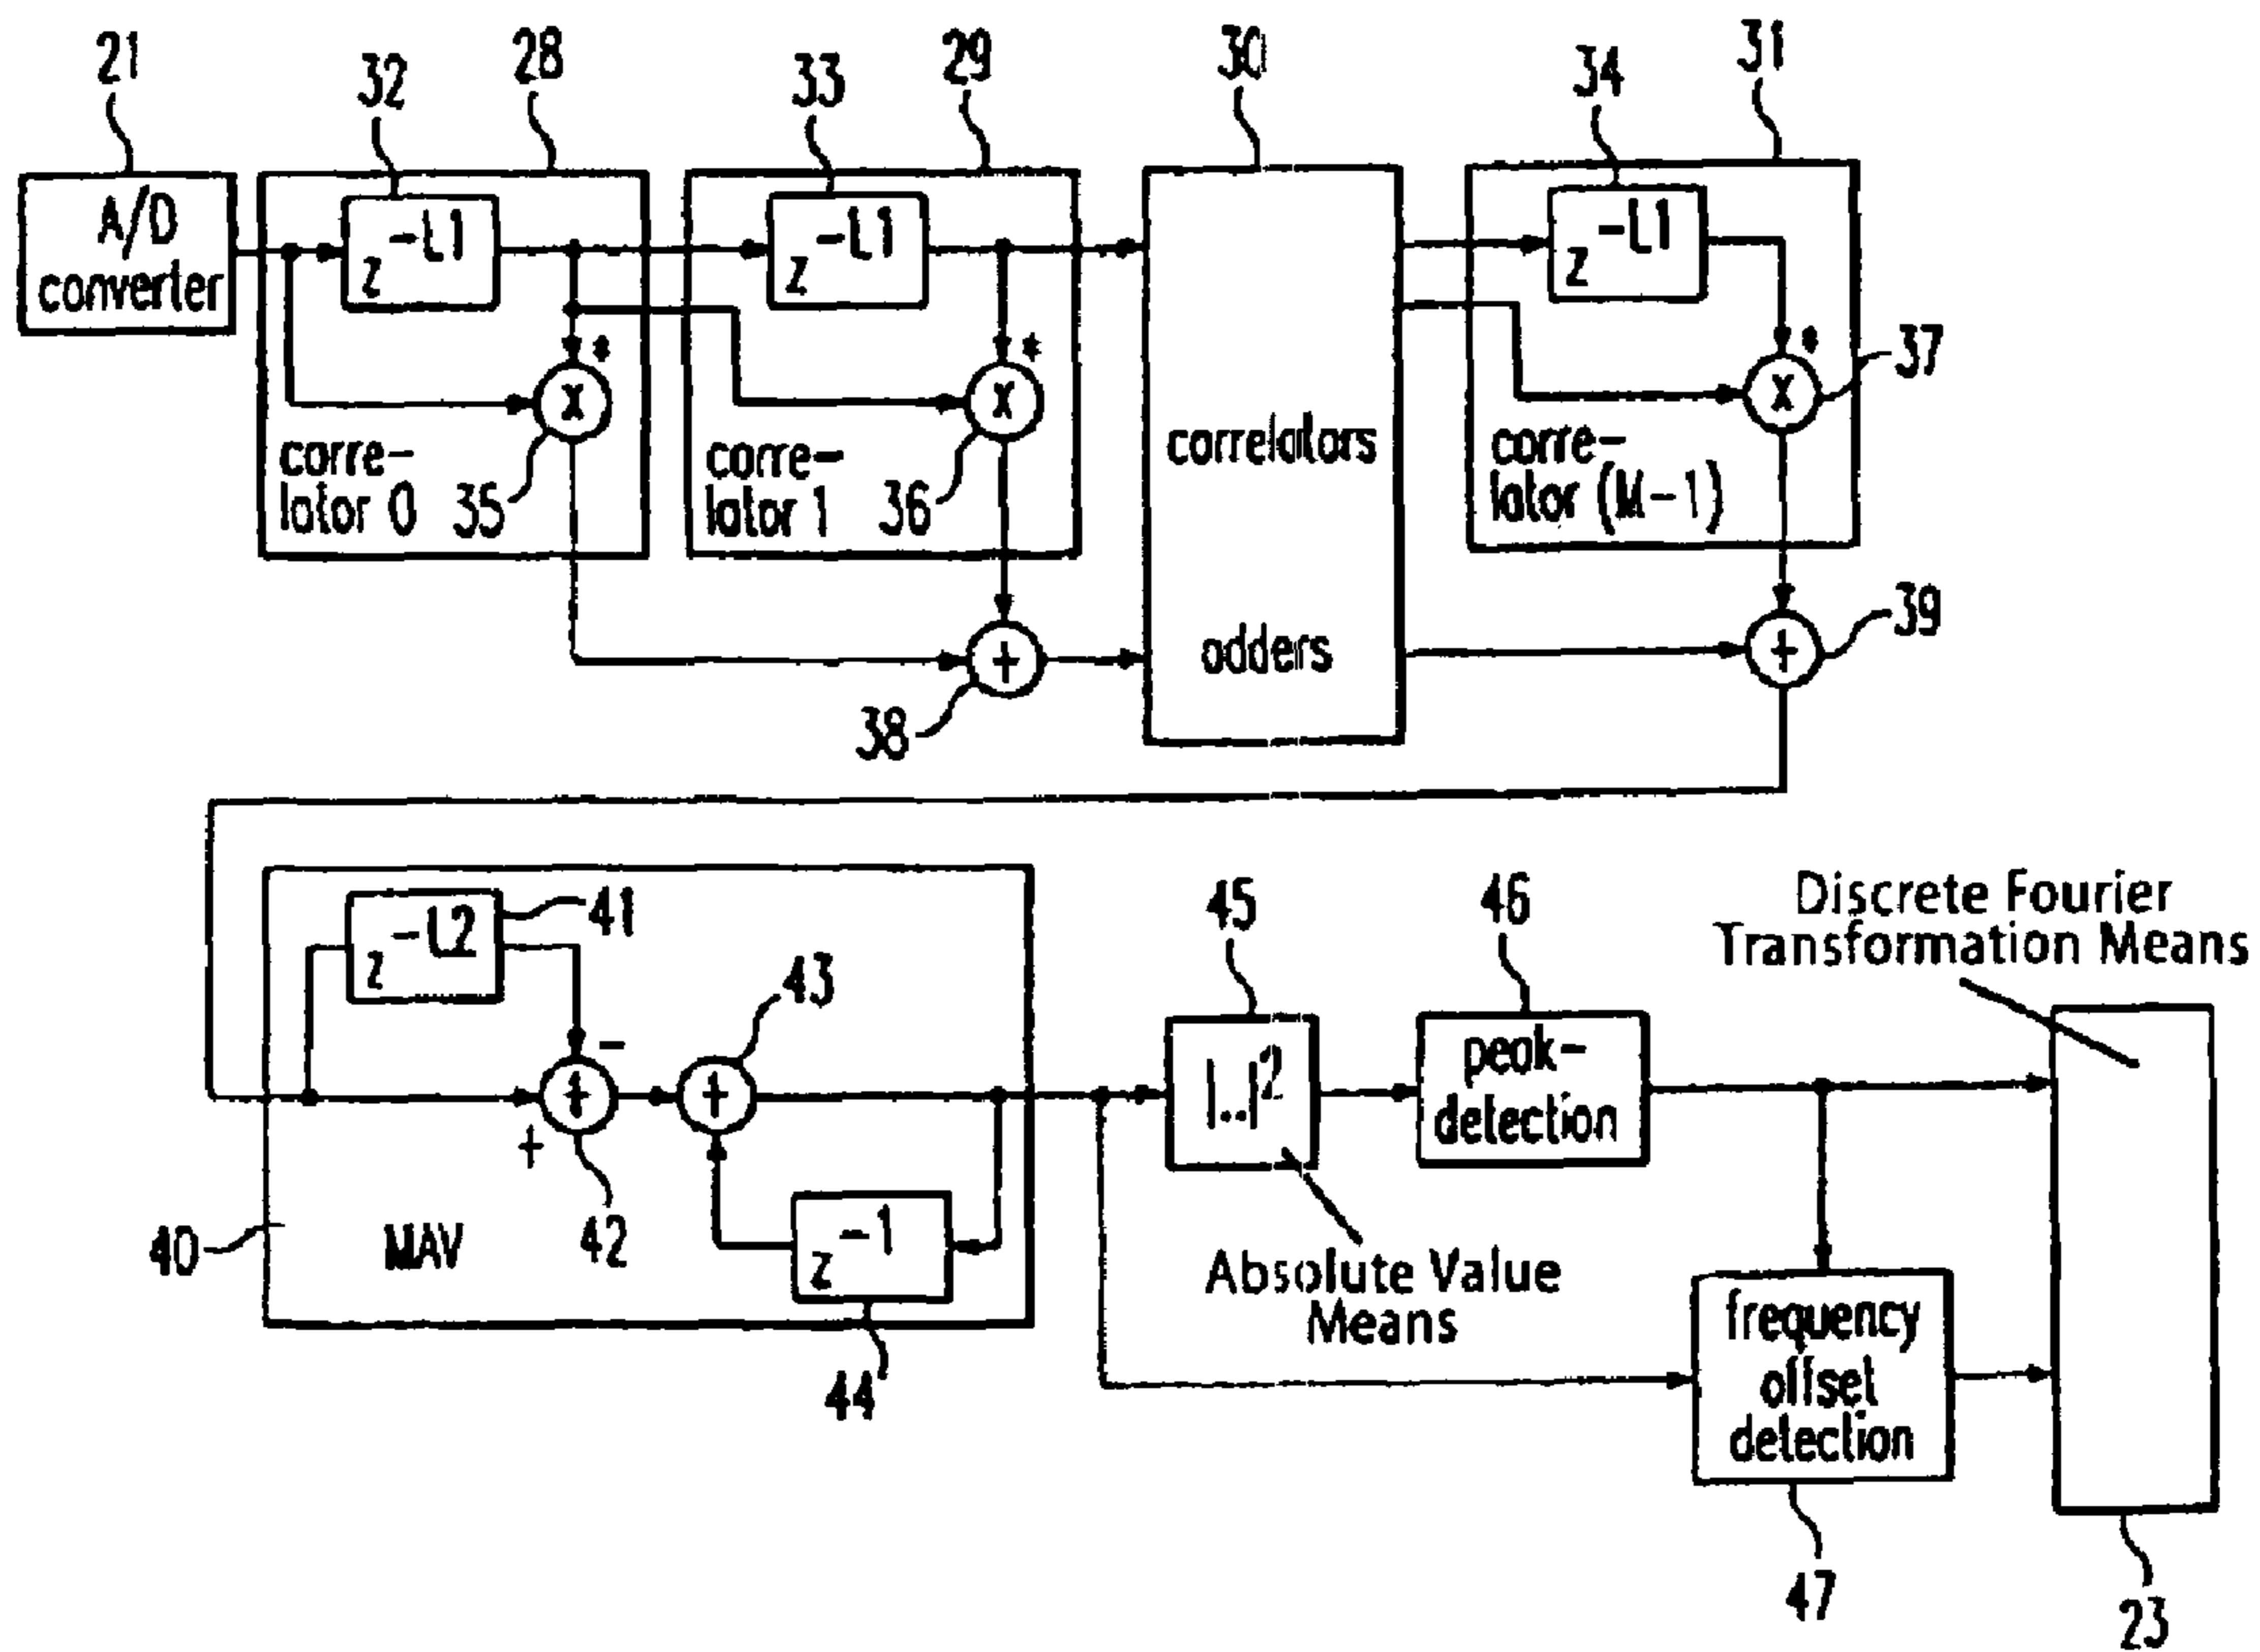 21
32
28
33
29
30
34
31
A/D
converter
z^-L1
z^-L1
z^-L1
*
*
*
37
x
x
x
corre-
lator 0
35
corre-
lator 1
36
correlators
corre-
lator (M-1)
39
+
adders
+
38
z^-L2
41
43
45
46
Discrete Fourier
Transformation Means
-
+
+
+
|..|^2
peak-
detection
40
MAV
42
z^-1
44
Absolute Value
Means
frequency
offset
detection
47
23